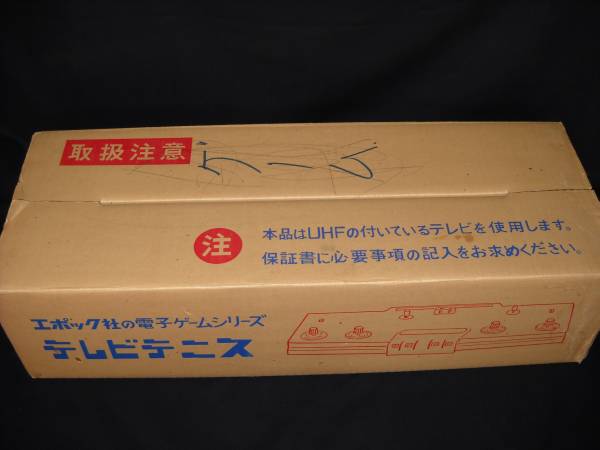 取扱注意
ゲーム
注
本品はUHFの付いているテレビを使用します。
保証書に必要事項の記入をお求めください。
エポック社の電子ゲームシリーズ
テレビテニス